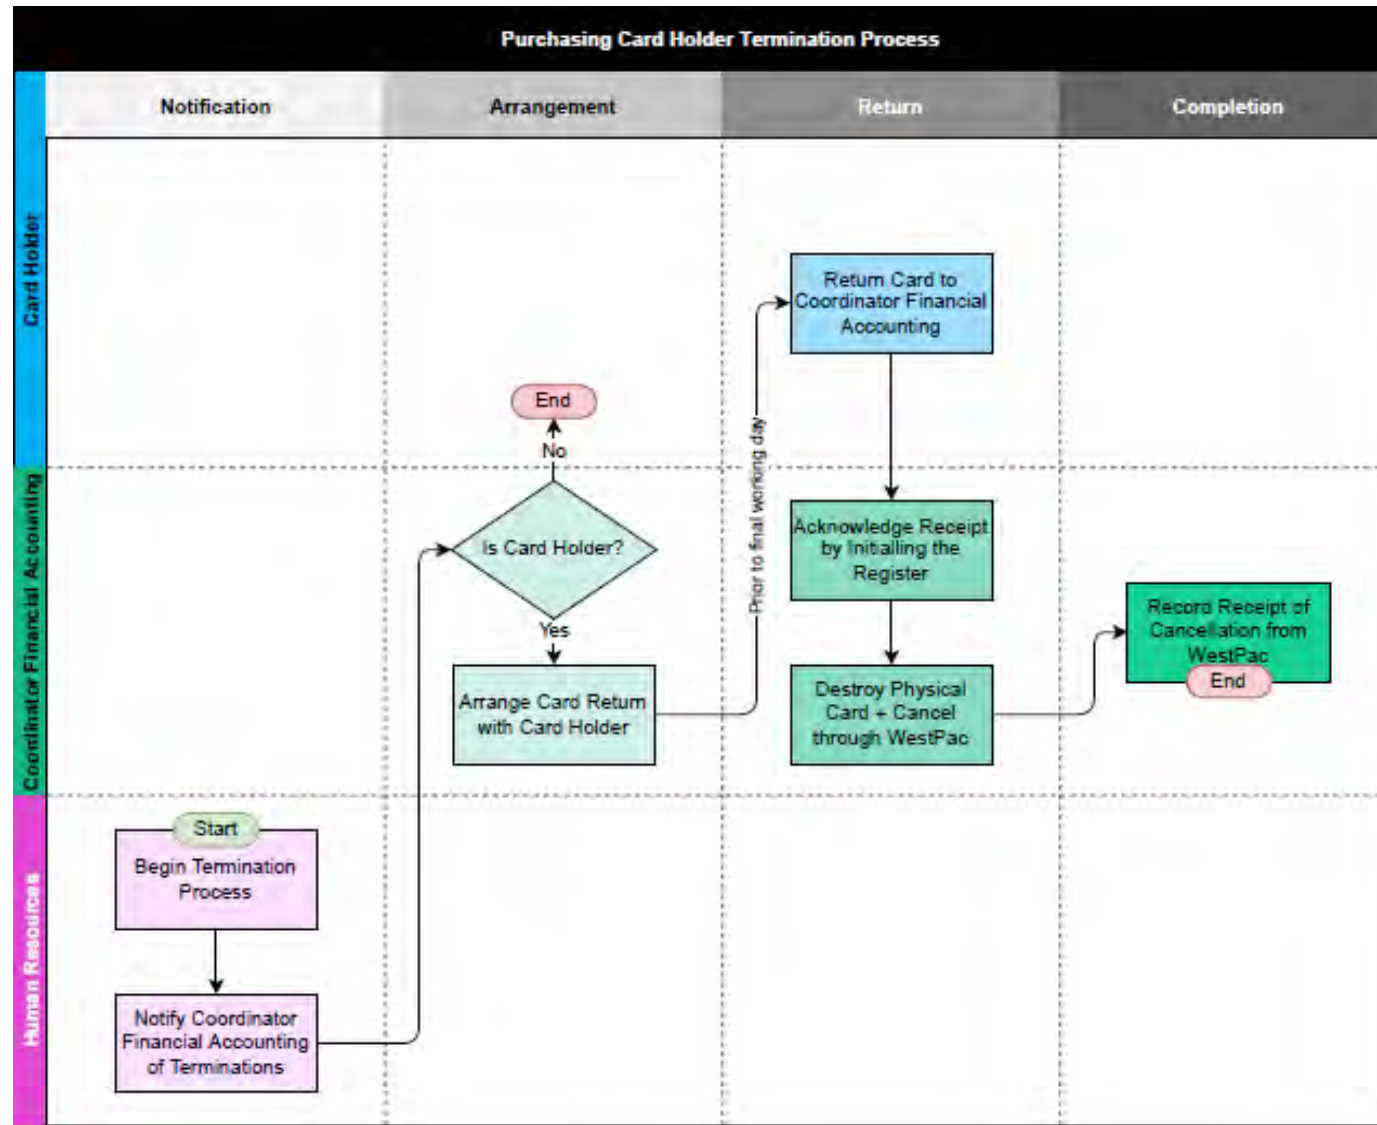 Purchasing Card Holder Termination Process
Notification
Arrangement
Return
Completion
Card Holder
Return Card to
Coordinator Financial
Accounting
End
No
Prior to final working day
Coordinator Financial Accounting
Is Card Holder?
Yes
Arrange Card Return
with Card Holder
Acknowledge Receipt
by Initialling the
Register
Destroy Physical
Card + Cancel
through WestPac
Record Receipt of
Cancellation from
WestPac
End
Human Resources
Start
Begin Termination
Process
Notify Coordinator
Financial Accounting
of Terminations